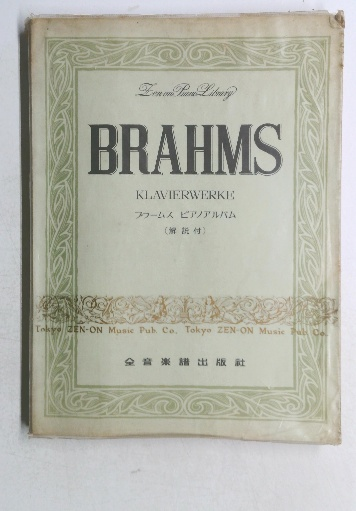 Zen-on Piano Library
BRAHMS
KLAVIERWERKE
ブラームス ピアノアルバム
(解説付)
Tokyo ZEN-ON Music Pub Co. Tokyo ZEN-ON Music Pub Co.
全音楽譜出版社